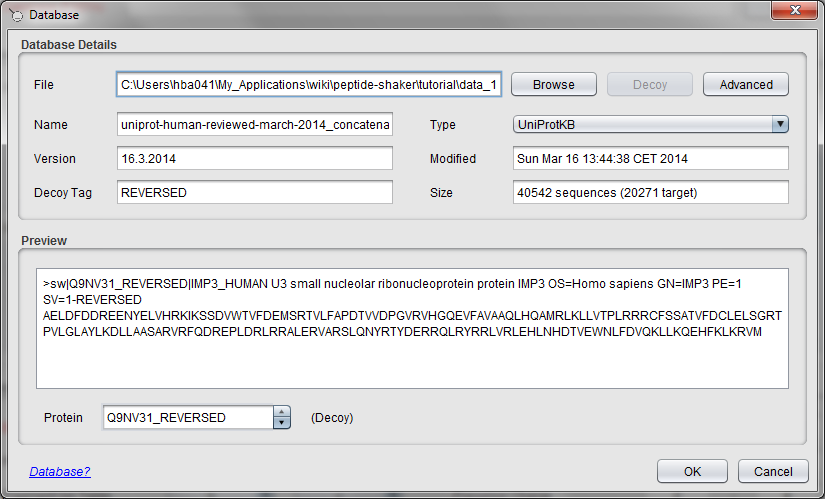 Database
Database Details
File C:\Users\hba041\My_Applications\wiki\peptide-shaker\tutorial\data_1 Browse Decoy Advanced
Name uniprot-human-reviewed-march-2014_concatena Type UniProtKB
Version 16.3.2014 Modified Sun Mar 16 13:44:38 CET 2014
Decoy Tag REVERSED Size 40542 sequences (20271 target)
Preview
>sw|Q9NV31_REVERSED|IMP3_HUMAN U3 small nucleolar ribonucleoprotein protein IMP3 OS=Homo sapiens GN=IMP3 PE=1
SV=1-REVERSED
AELDFDDREENYELVHRKIKSSDVWTVFDEMSRTVLFAPDTVVDPGVRVHGQEVFAVAAQLHQAMRLKLLVTPLRRRCFSSATVFDCLELSGRT
PVLGLAYLKDLLAASARVRFQDREPLDRLRRALERVARSLQNYRTYDERRQLRYRRLVRLEHLNHDTVEWNLFDVQKLLKQEHFKLKRVM
Protein Q9NV31_REVERSED (Decoy)
Database? OK Cancel